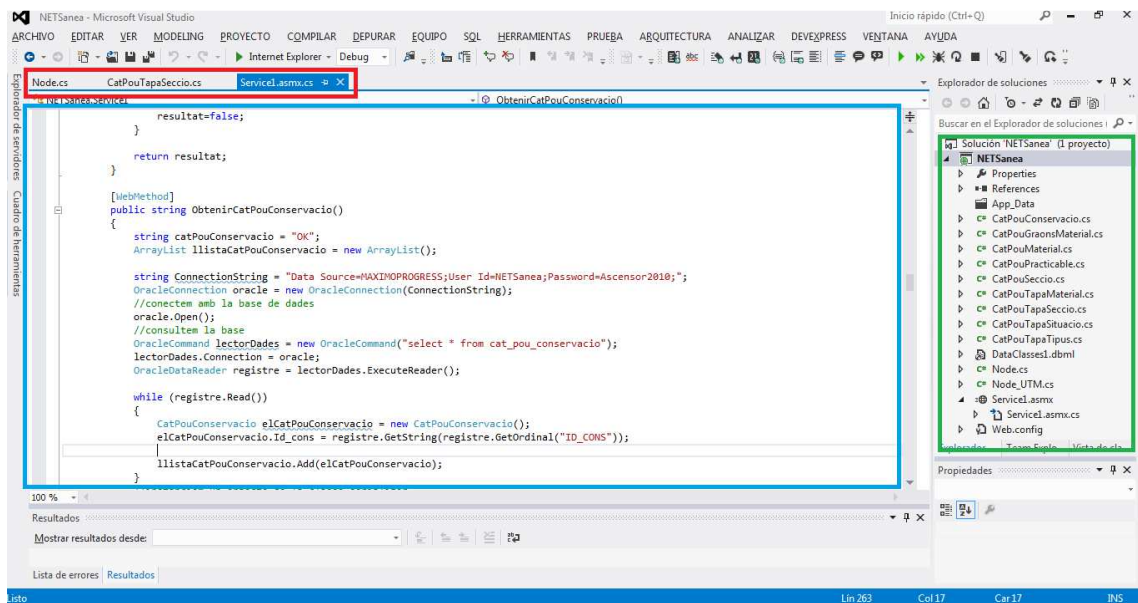 NETSanea - Microsoft Visual Studio
Inicio rápido (Ctrl+Q)
ARCHIVO EDITAR VER MODELING PROYECTO COMPILAR DEPURAR EQUIPO SQL HERRAMIENTAS PRUEBA ARQUITECTURA ANALIZAR DEVEXPRESS VENTANA AYUDA
Internet Explorer - Debug
Explorador de servidores
Cuadro de herramientas
Node.cs CatPouTapaSeccio.cs Service1.asmx.cs
NETSanea.Service1
ObtenirCatPouConservacio()
resultat=false;
}
return resultat;
}
[WebMethod]
public string ObtenirCatPouConservacio()
{
string catPouConservacio = "OK";
ArrayList llistaCatPouConservacio = new ArrayList();
string ConnectionString = "Data Source=MAXIMOPROGRESS;User Id=NETSanea;Password=Ascensor2010;";
OracleConnection oracle = new OracleConnection(ConnectionString);
//conectem amb la base de dades
oracle.Open();
//consultem la base
OracleCommand lectorDades = new OracleCommand("select * from cat_pou_conservacio");
lectorDades.Connection = oracle;
OracleDataReader registre = lectorDades.ExecuteReader();
while (registre.Read())
{
CatPouConservacio elCatPouConservacio = new CatPouConservacio();
elCatPouConservacio.Id_cons = registre.GetString(registre.GetOrdinal("ID_CONS"));
llistaCatPouConservacio.Add(elCatPouConservacio);
}
100 %
Resultados
Mostrar resultados desde:
Lista de errores Resultados
Explorador de soluciones
Buscar en el Explorador de soluciones (
Solución 'NETSanea' (1 proyecto)
NETSanea
Properties
References
App_Data
CatPouConservacio.cs
CatPouGraonsMaterial.cs
CatPouMaterial.cs
CatPouPracticable.cs
CatPouSeccio.cs
CatPouTapaMaterial.cs
CatPouTapaSeccio.cs
CatPouTapaSituacio.cs
CatPouTapaTipus.cs
DataClasses1.dbml
Node.cs
Node_UTM.cs
Service1.asmx
Service1.asmx.cs
Web.config
Explorador... Team Explo... Vista de cla...
Propiedades
Listo
Lín 263 Col 17 Car 17 INS